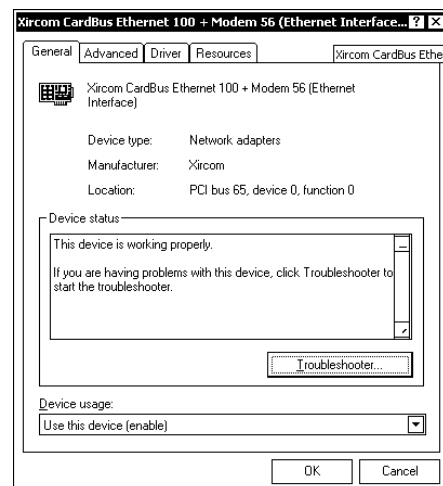 Xircom CardBus Ethernet 100 + Modem 56 (Ethernet Interface...
General Advanced Driver Resources Xircom CardBus Ethe
Xircom CardBus Ethernet 100 + Modem 56 (Ethernet
Interface)
Device type: Network adapters
Manufacturer: Xircom
Location: PCI bus 65, device 0, function 0
Device status
This device is working properly.
If you are having problems with this device, click Troubleshooter to
start the troubleshooter.
Troubleshooter...
Device usage:
Use this device (enable)
OK Cancel